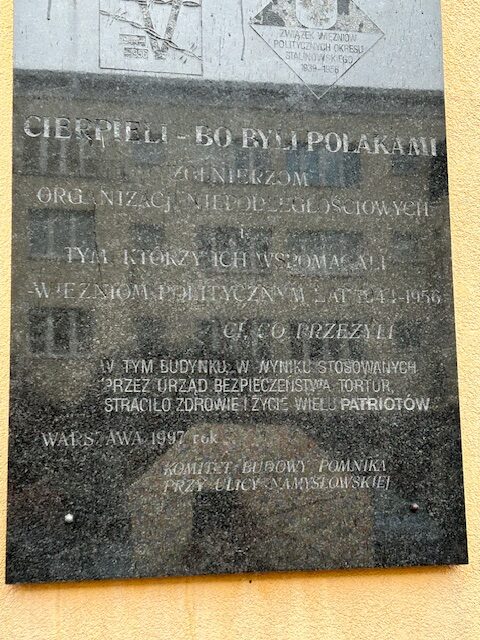 ZWIĄZEK WIĘŹNIÓW
POLITYCZNYCH OKRESU
STALINOWSKIEGO
1939-1956
CIERPIELI - BO BYLI POLAKAMI
ŻOŁNIERZOM
ORGANIZACJI NIEPODLEGŁOŚCIOWYCH
I
TYM KTÓRZY ICH WSPOMAGALI
-WIĘŹNIOM POLITYCZNYM LAT 1944-1956
CI, CO PRZEŻYLI
W TYM BUDYNKU, W WYNIKU STOSOWANYCH
PRZEZ URZĄD BEZPIECZEŃSTWA TORTUR,
STRACIŁO ZDROWIE I ŻYCIE WIELU PATRIOTÓW
WARSZAWA 1997 rok
KOMITET BUDOWY POMNIKA
PRZY ULICY NAMYSŁOWSKIEJ